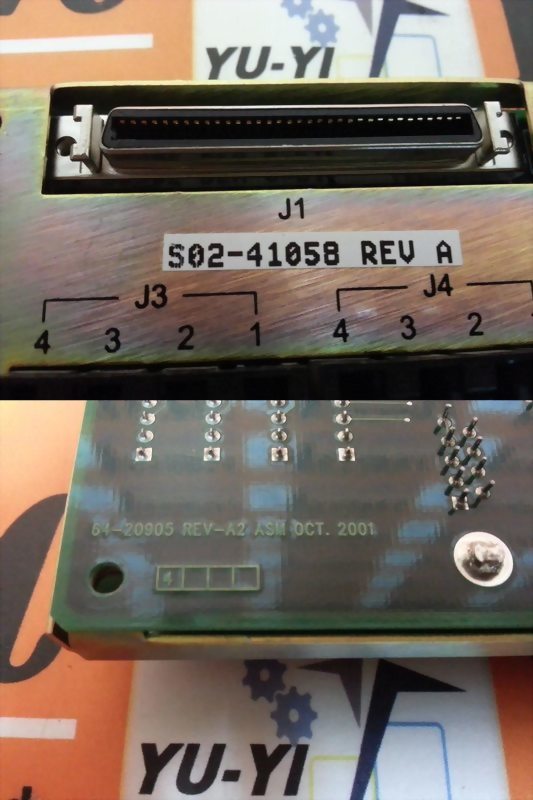 YU-YI
J1
S02-41058 REV A
J3 J4
4 3 2 1 4 3 2
64-20905 REV-A2 ASM OCT. 2001
4
YU-YI